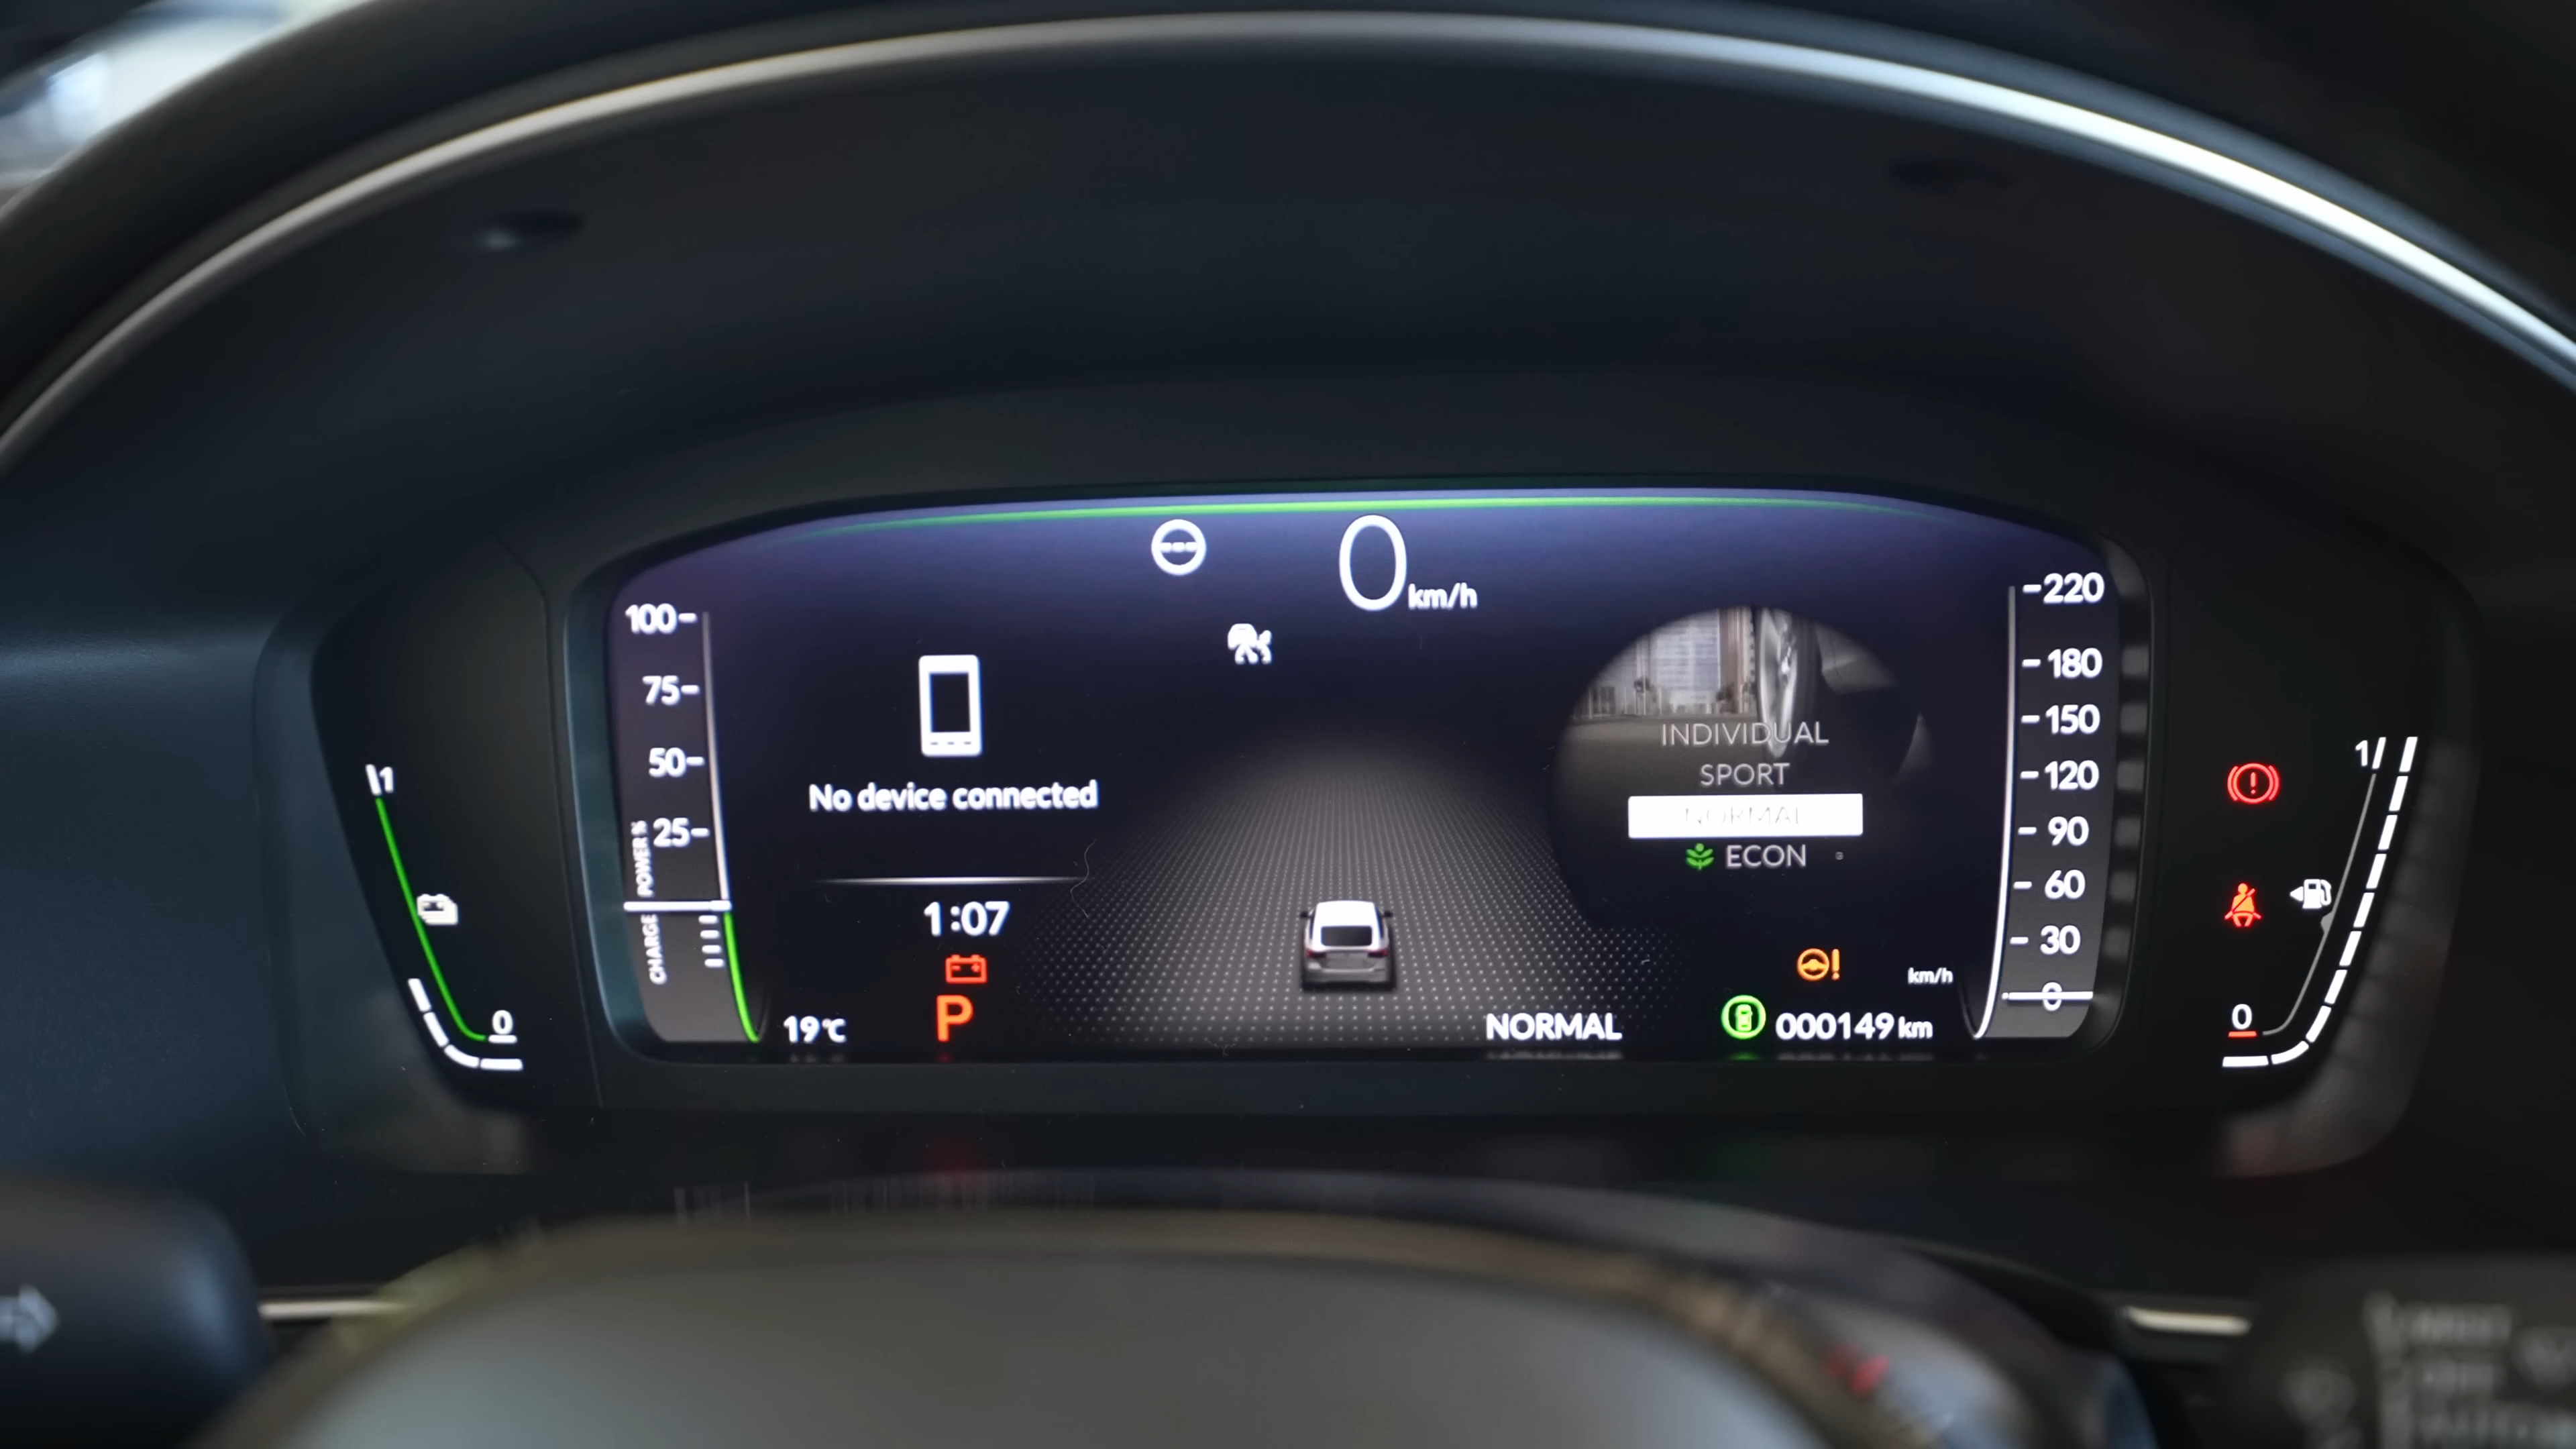 0 km/h
100
75
50
25
POWER %
CHARGE
No device connected
1:07
P
19℃
INDIVIDUAL
SPORT
NORMAL
ECON
NORMAL
000149 km
km/h
220
180
150
120
90
60
30
0
1
0
1
0